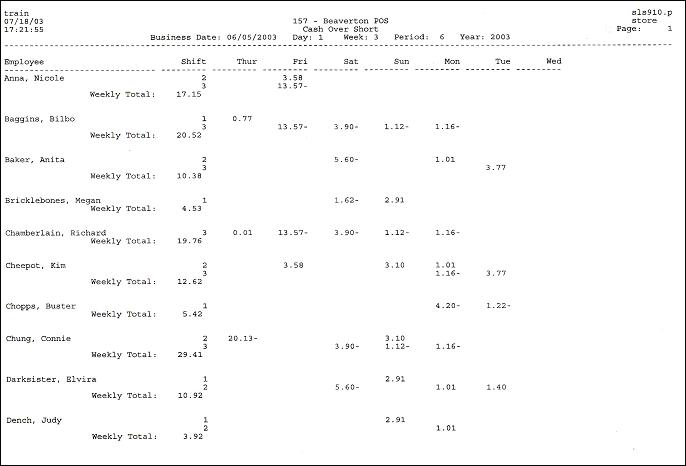 train sls910.p
07/18/03 157 - Beaverton POS store
17:21:55 Cash Over Short Page: 1
Business Date: 06/05/2003 Day: 1 Week: 3 Period: 6 Year: 2003
Employee Shift Thur Fri Sat Sun Mon Tue Wed
Anna, Nicole 2 3.58
3 13.57-
Weekly Total: 17.15
Baggins, Bilbo 1 0.77
3 13.57- 3.90- 1.12- 1.16-
Weekly Total: 20.52
Baker, Anita 2 5.60- 1.01
3 3.77
Weekly Total: 10.38
Bricklebones, Megan 1 1.62- 2.91
Weekly Total: 4.53
Chamberlain, Richard 3 0.01 13.57- 3.90- 1.12- 1.16-
Weekly Total: 19.76
Cheepot, Kim 2 3.58 3.10 1.01
3 1.16- 3.77
Weekly Total: 12.62
Chopps, Buster 1 4.20- 1.22-
Weekly Total: 5.42
Chung, Connie 2 20.13- 3.10
3 3.90- 1.12- 1.16-
Weekly Total: 29.41
Darksister, Elvira 1 2.91
2 5.60- 1.01 1.40
Weekly Total: 10.92
Dench, Judy 1 2.91
2 1.01
Weekly Total: 3.92